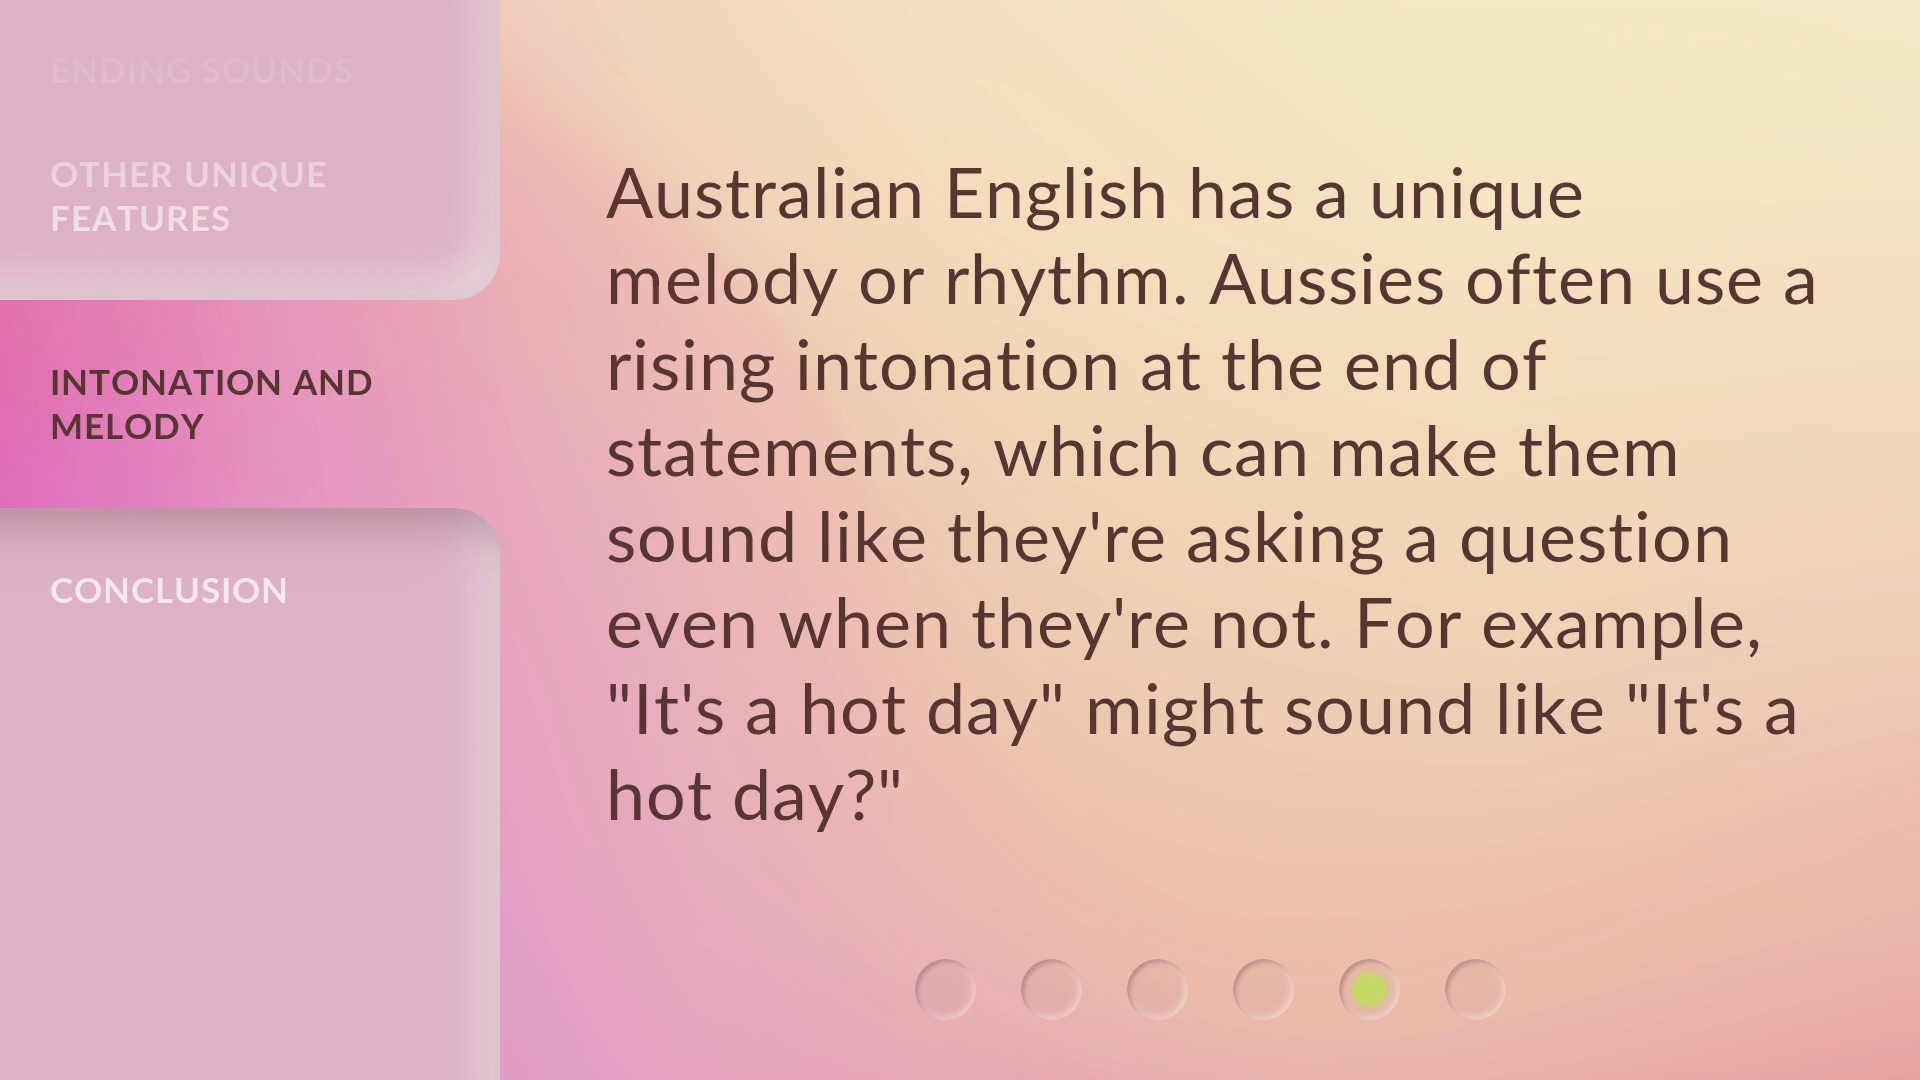 ENDING SOUNDS
OTHER UNIQUE
FEATURES
INTONATION AND
MELODY
CONCLUSION
Australian English has a unique
melody or rhythm. Aussies often use a
rising intonation at the end of
statements, which can make them
sound like they're asking a question
even when they're not. For example,
"It's a hot day" might sound like "It's a
hot day?"